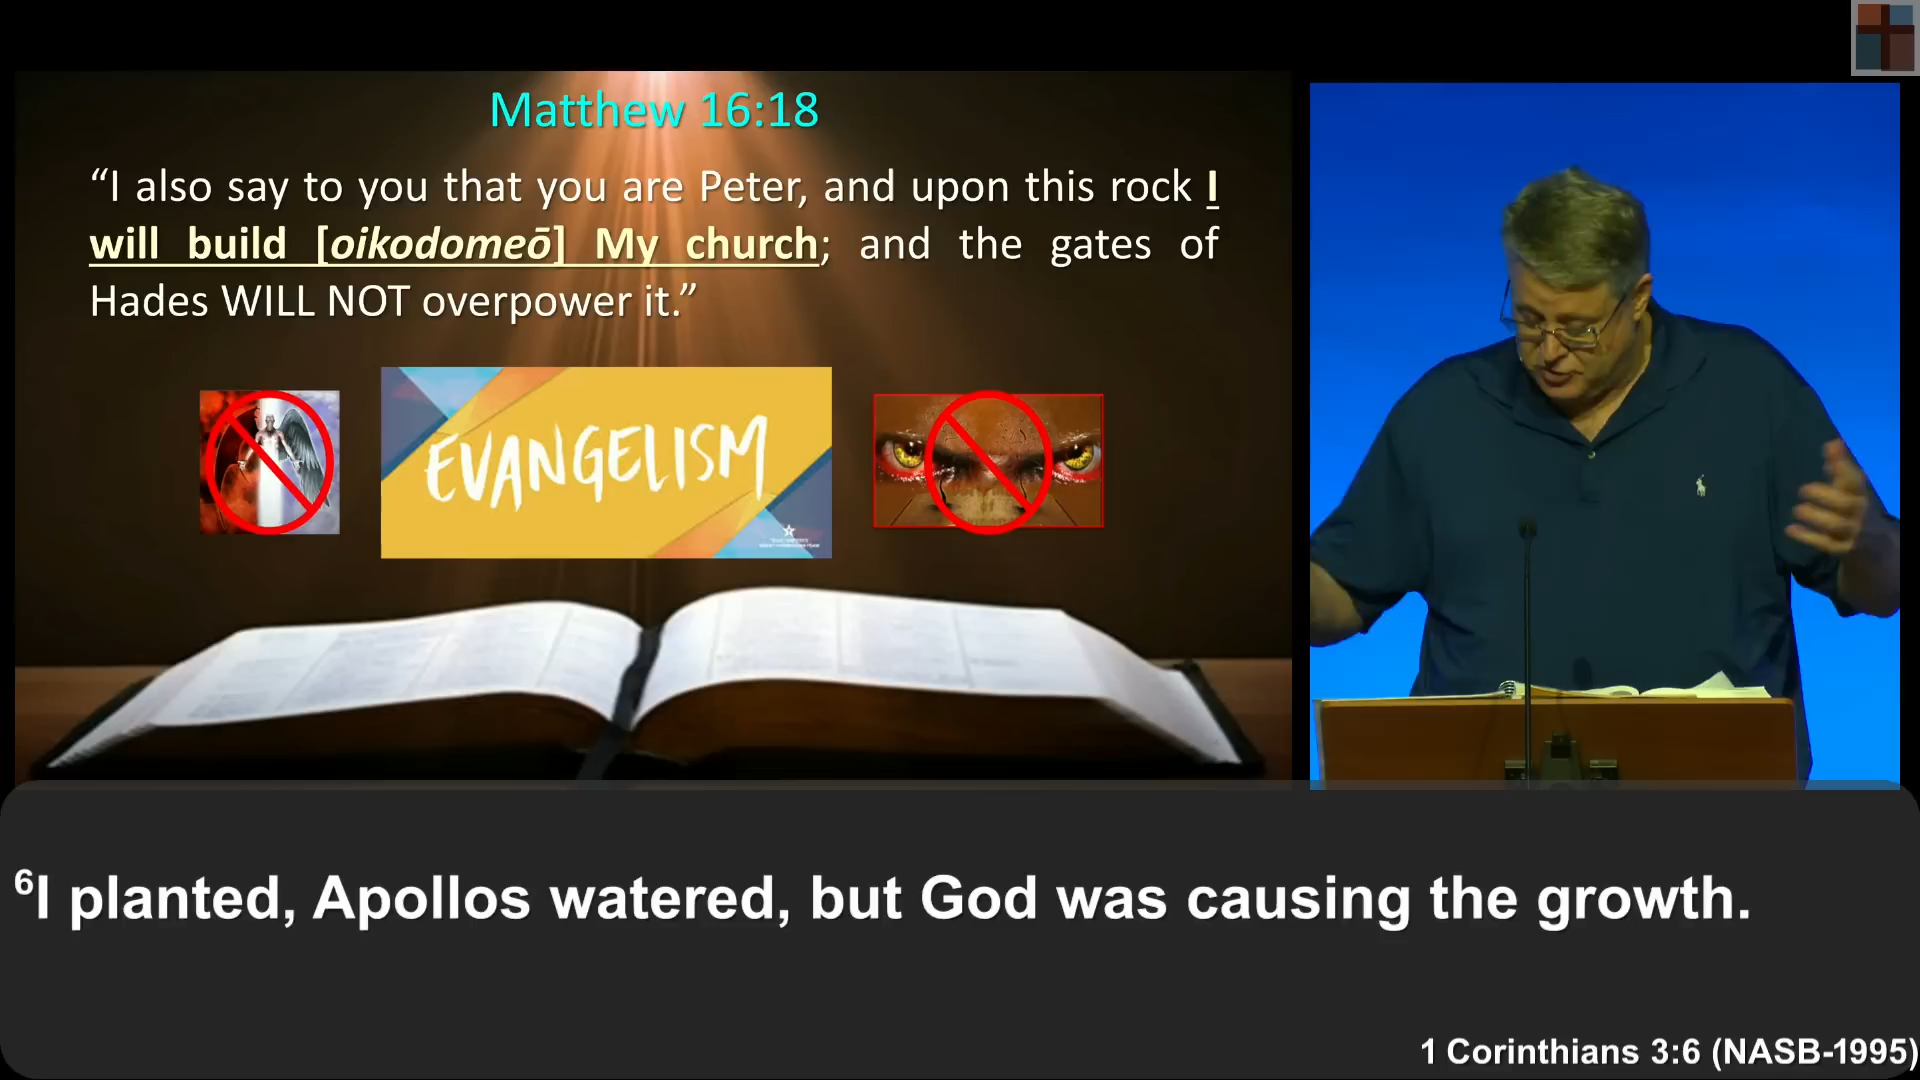 Matthew 16:18
“I also say to you that you are Peter, and upon this rock I
will build [oikodomeō] My church; and the gates of
Hades WILL NOT overpower it.”
EVANGELISM
⁶I planted, Apollos watered, but God was causing the growth.
1 Corinthians 3:6 (NASB-1995)